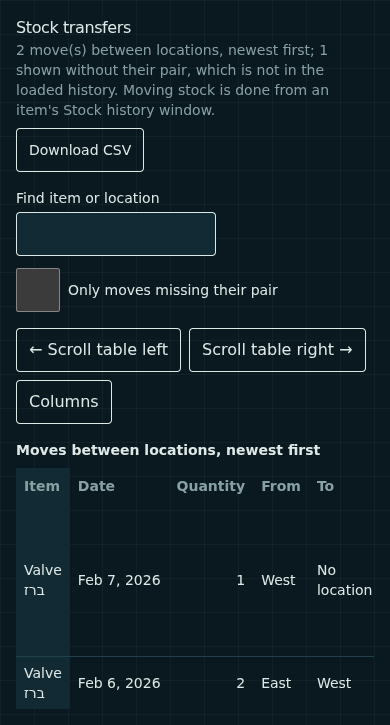 Stock transfers
2 move(s) between locations, newest first; 1
shown without their pair, which is not in the
loaded history. Moving stock is done from an
item's Stock history window.
Download CSV
Find item or location
Only moves missing their pair
← Scroll table left
Scroll table right →
Columns
Moves between locations, newest first
Item Date Quantity From To
Valve
ברז
Feb 7, 2026 1 West
No
location
Valve
ברז
Feb 6, 2026 2 East West